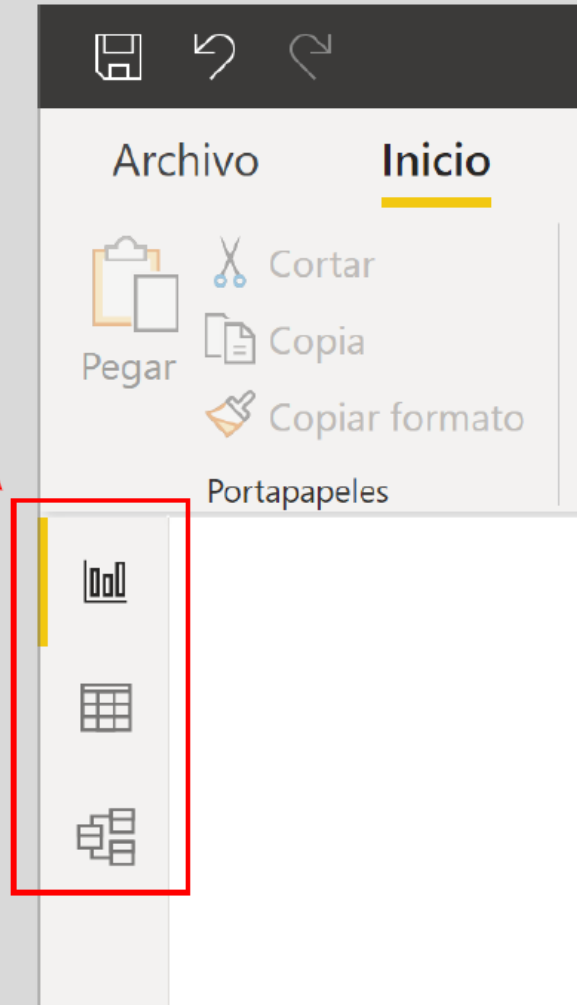 Archivo Inicio
Cortar
Copia
Pegar
Copiar formato
Portapapeles